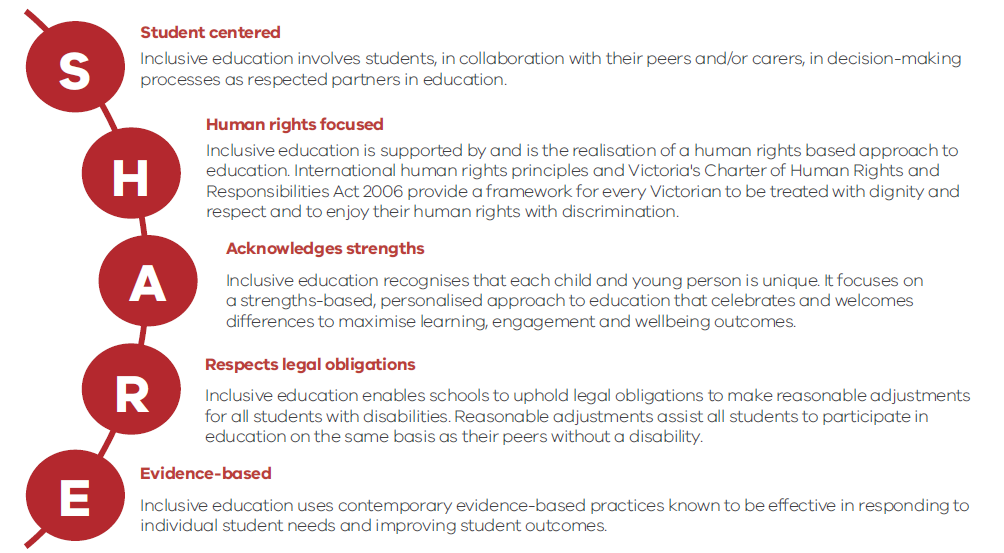 S
Student centered
Inclusive education involves students, in collaboration with their peers and/or carers, in decision-making
processes as respected partners in education.
H
Human rights focused
Inclusive education is supported by and is the realisation of a human rights based approach to
education. International human rights principles and Victoria's Charter of Human Rights and
Responsibilities Act 2006 provide a framework for every Victorian to be treated with dignity and
respect and to enjoy their human rights with discrimination.
A
Acknowledges strengths
Inclusive education recognises that each child and young person is unique. It focuses on
a strengths-based, personalised approach to education that celebrates and welcomes
differences to maximise learning, engagement and wellbeing outcomes.
R
Respects legal obligations
Inclusive education enables schools to uphold legal obligations to make reasonable adjustments
for all students with disabilities. Reasonable adjustments assist all students to participate in
education on the same basis as their peers without a disability.
E
Evidence-based
Inclusive education uses contemporary evidence-based practices known to be effective in responding to
individual student needs and improving student outcomes.